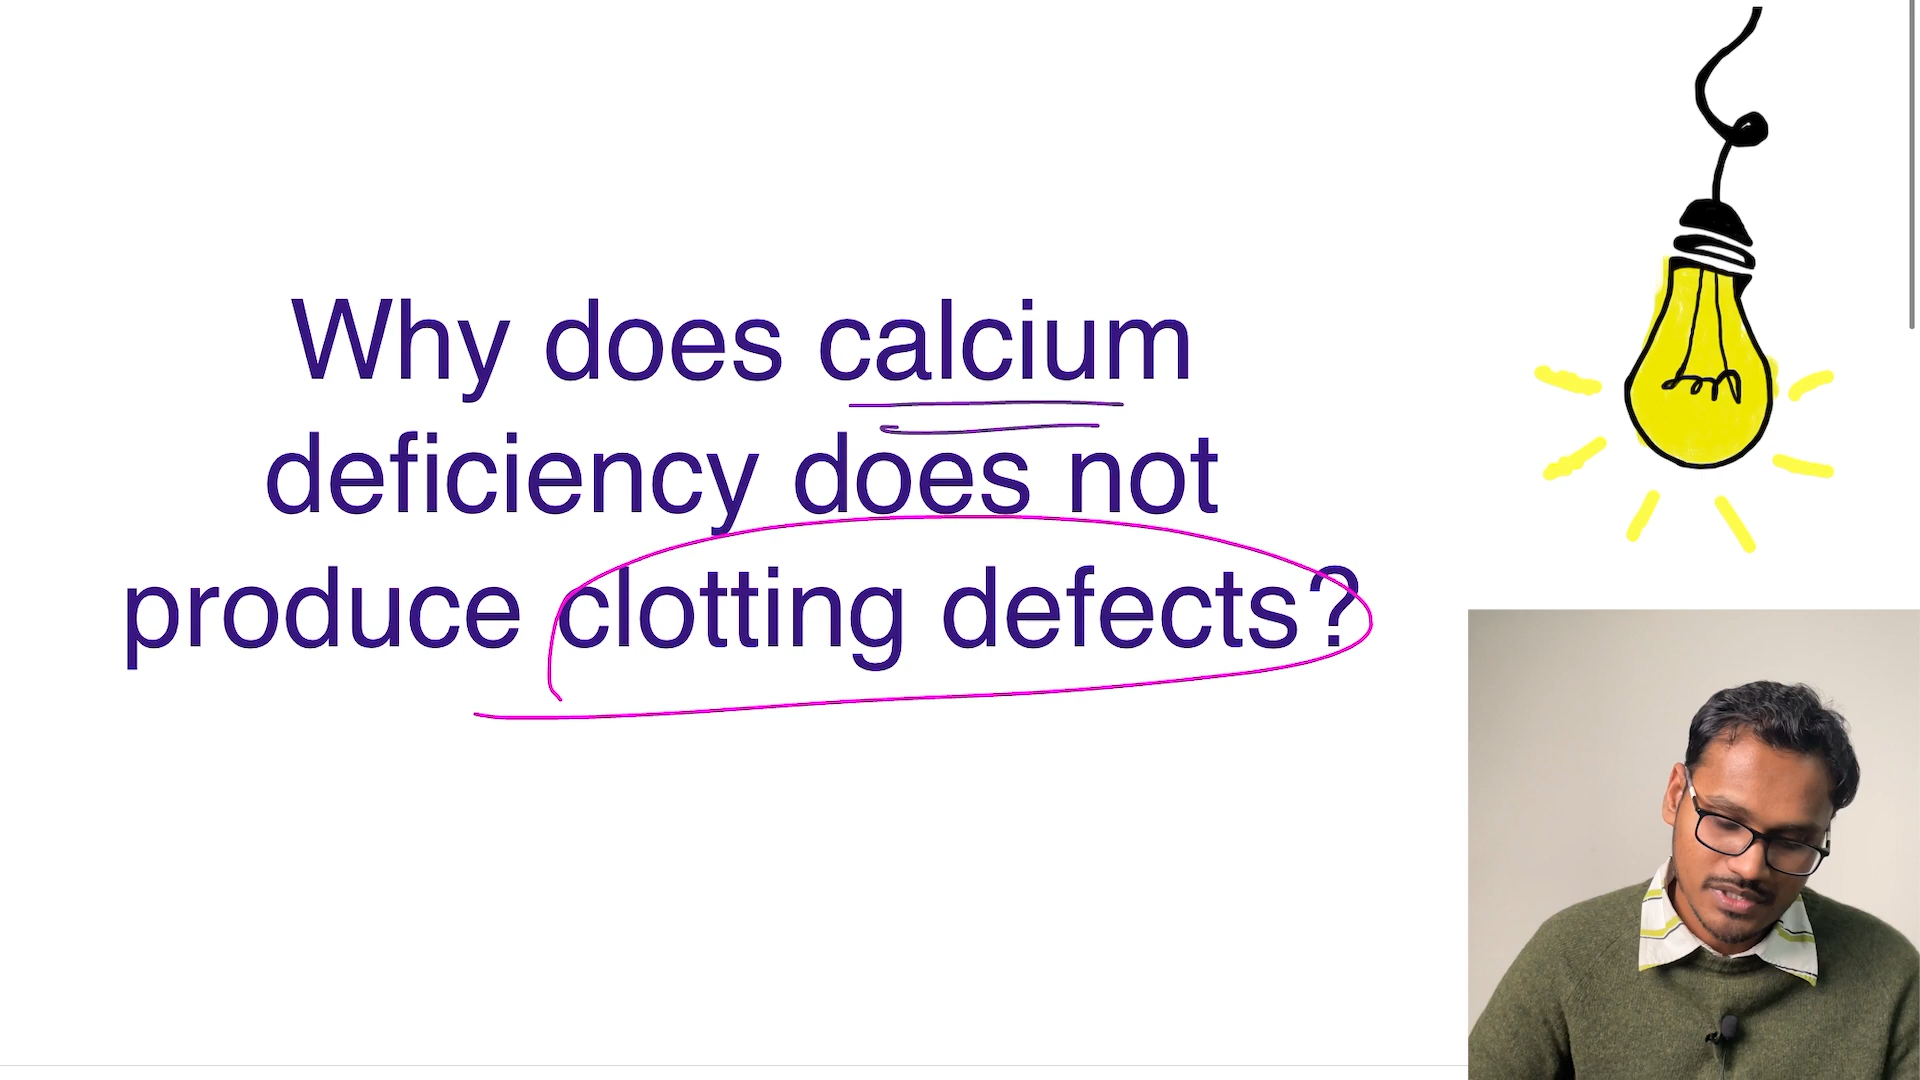 Why does calcium
deficiency does not
produce clotting defects?